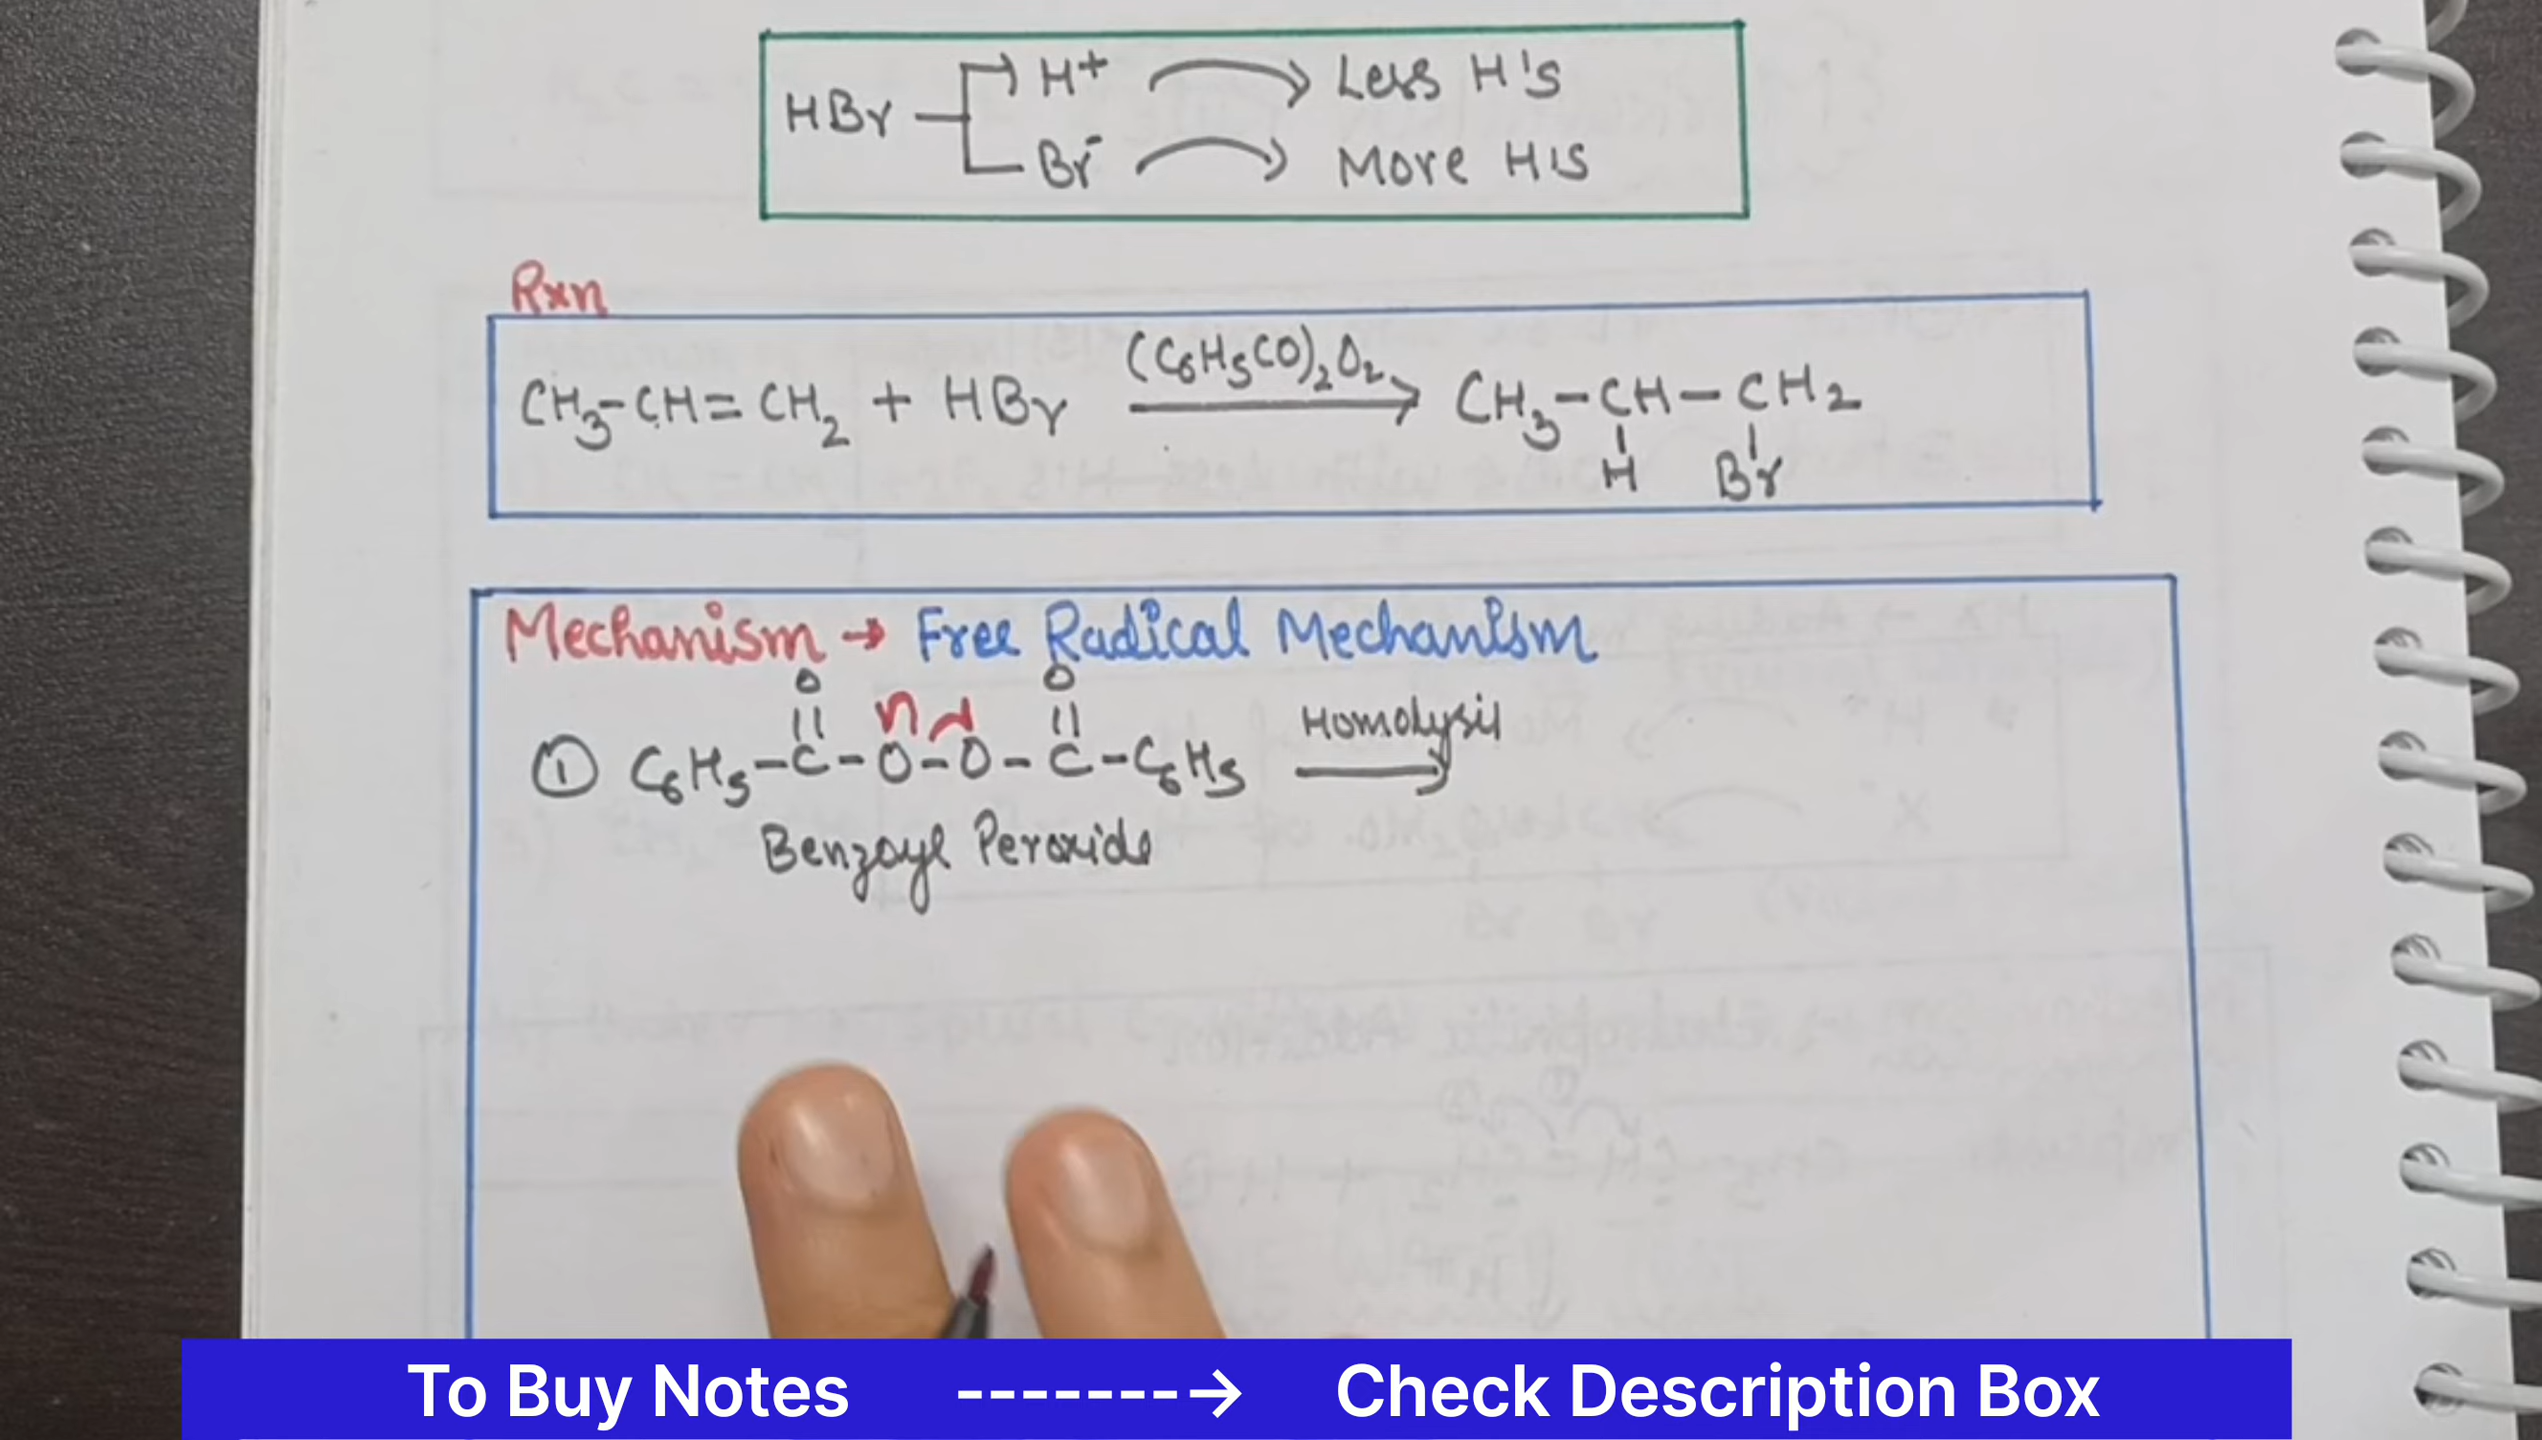 HBr H+ → Less H's
Br- → More H's
Rxn
(C6H5CO)2O2
CH3-CH=CH2 + HBr → CH3-CH-CH2
H Br
Mechanism → Free Radical Mechanism
O O
|| ||
① C6H5-C-O-O-C-C6H5 Homolysis →
Benzoyl Peroxide
To Buy Notes -------→ Check Description Box